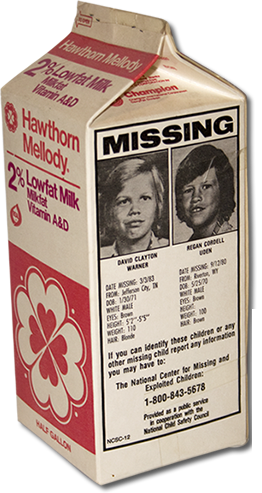 Hawthorn
Mellody
2% Lowfat Milk
Milkfat
Vitamin A&D
Champion
Hawthorn
Mellody.
2% Lowfat Milk
Milkfat
Vitamin A&D
HALF GALLON
MISSING
DAVID CLAYTON
WARNER
DATE MISSING: 3/5/83
FROM: Jefferson City, TN
DOB: 1/30/71
WHITE MALE
EYES: Brown
HEIGHT: 5'7"-5'5"
WEIGHT: 110
HAIR: Blonde
REGAN CORDELL
UDEN
DATE MISSING: 9/12/80
FROM: Riverton, WY
DOB: 5/25/70
WHITE MALE
EYES: Brown
HEIGHT:
WEIGHT: 100
HAIR: Brown
If you can identify these children or any
other missing child report any information
you may have to:
The National Center for Missing and
Exploited Children:
1-800-843-5678
Provided as a public service
in cooperation with the
National Child Safety Council
NCSC-12